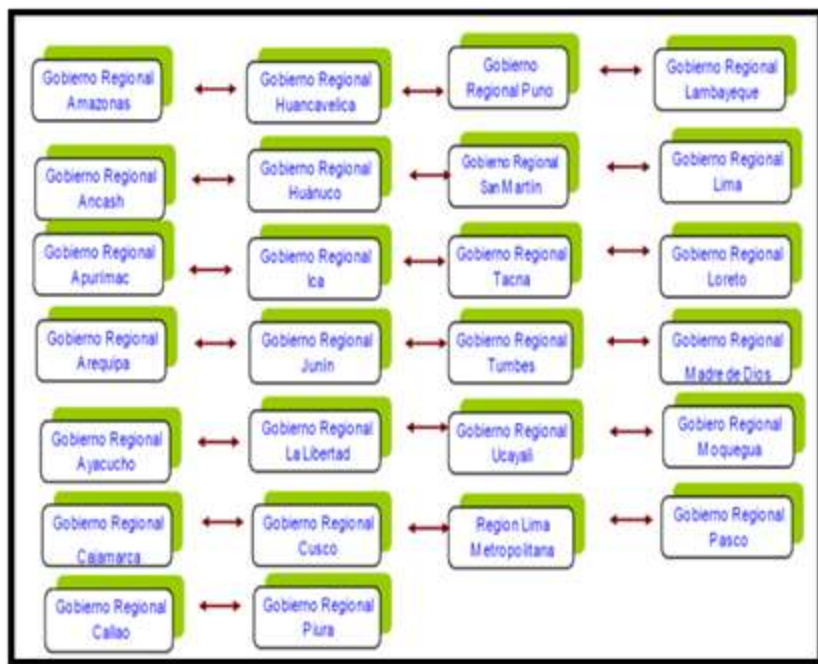 Gobierno Regional
Amazonas
Gobierno Regional
Huancavelica
Gobierno
Regional Puno
Gobierno Regional
Lambayeque
Gobierno Regional
Ancash
Gobierno Regional
Huánuco
Gobierno Regional
San Martín
Gobierno Regional
Lima
Gobierno Regional
Apurímac
Gobierno Regional
Ica
Gobierno Regional
Tacna
Gobierno Regional
Loreto
Gobierno Regional
Arequipa
Gobierno Regional
Junín
Gobierno Regional
Tumbes
Gobierno Regional
Madre de Dios
Gobierno Regional
Ayacucho
Gobierno Regional
La Libertad
Gobierno Regional
Ucayali
Gobiero Regional
Moquegua
Gobierno Regional
Cajamarca
Gobierno Regional
Cusco
Region Lima
Metropolitana
Gobierno Regional
Pasco
Gobierno Regional
Callao
Gobierno Regional
Piura